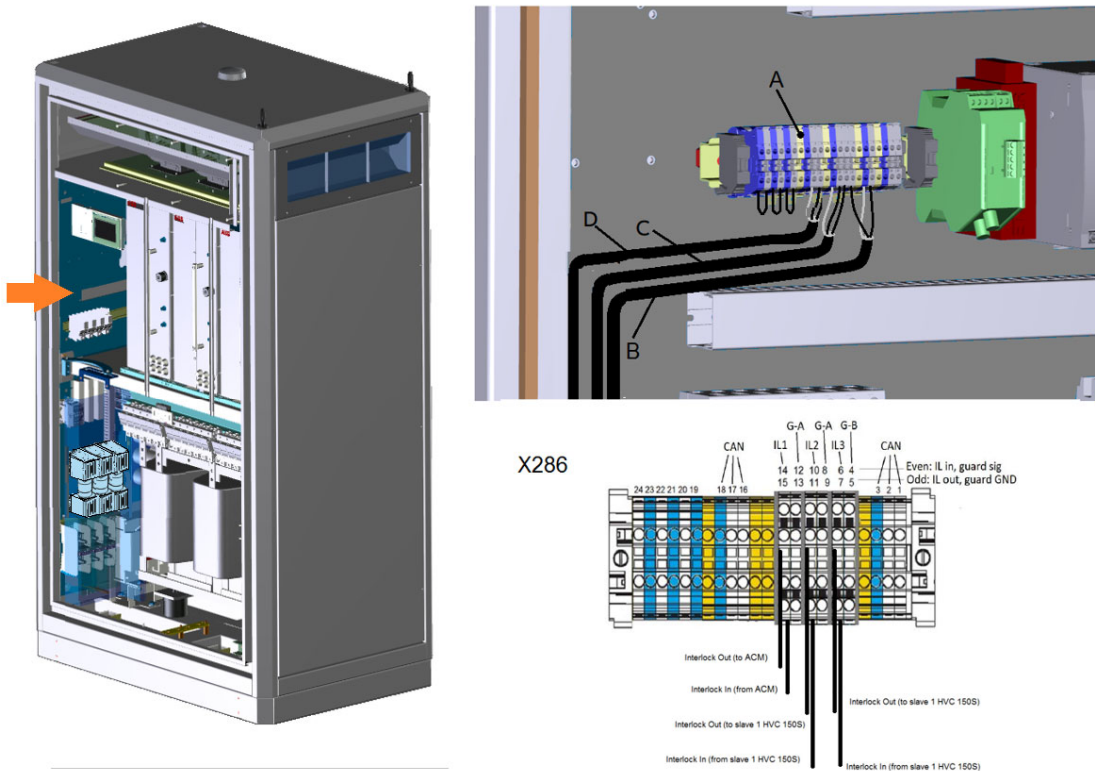 A
D
C
B
X286
G-A
G-A
G-B
IL1
IL2
IL3
CAN
CAN
14 12 10 8 6 4
Even: IL in, guard sig
15 13 11 9 7 5
Odd: IL out, guard GND
24 23 22 21 20 19
18 17 16
3 2 1
Interlock Out (to ACM)
Interlock In (from ACM)
Interlock Out (to slave 1 HVC 150S)
Interlock Out (to slave 1 HVC 150S)
Interlock In (from slave 1 HVC 150S)
Interlock In (from slave 1 HVC 150S)